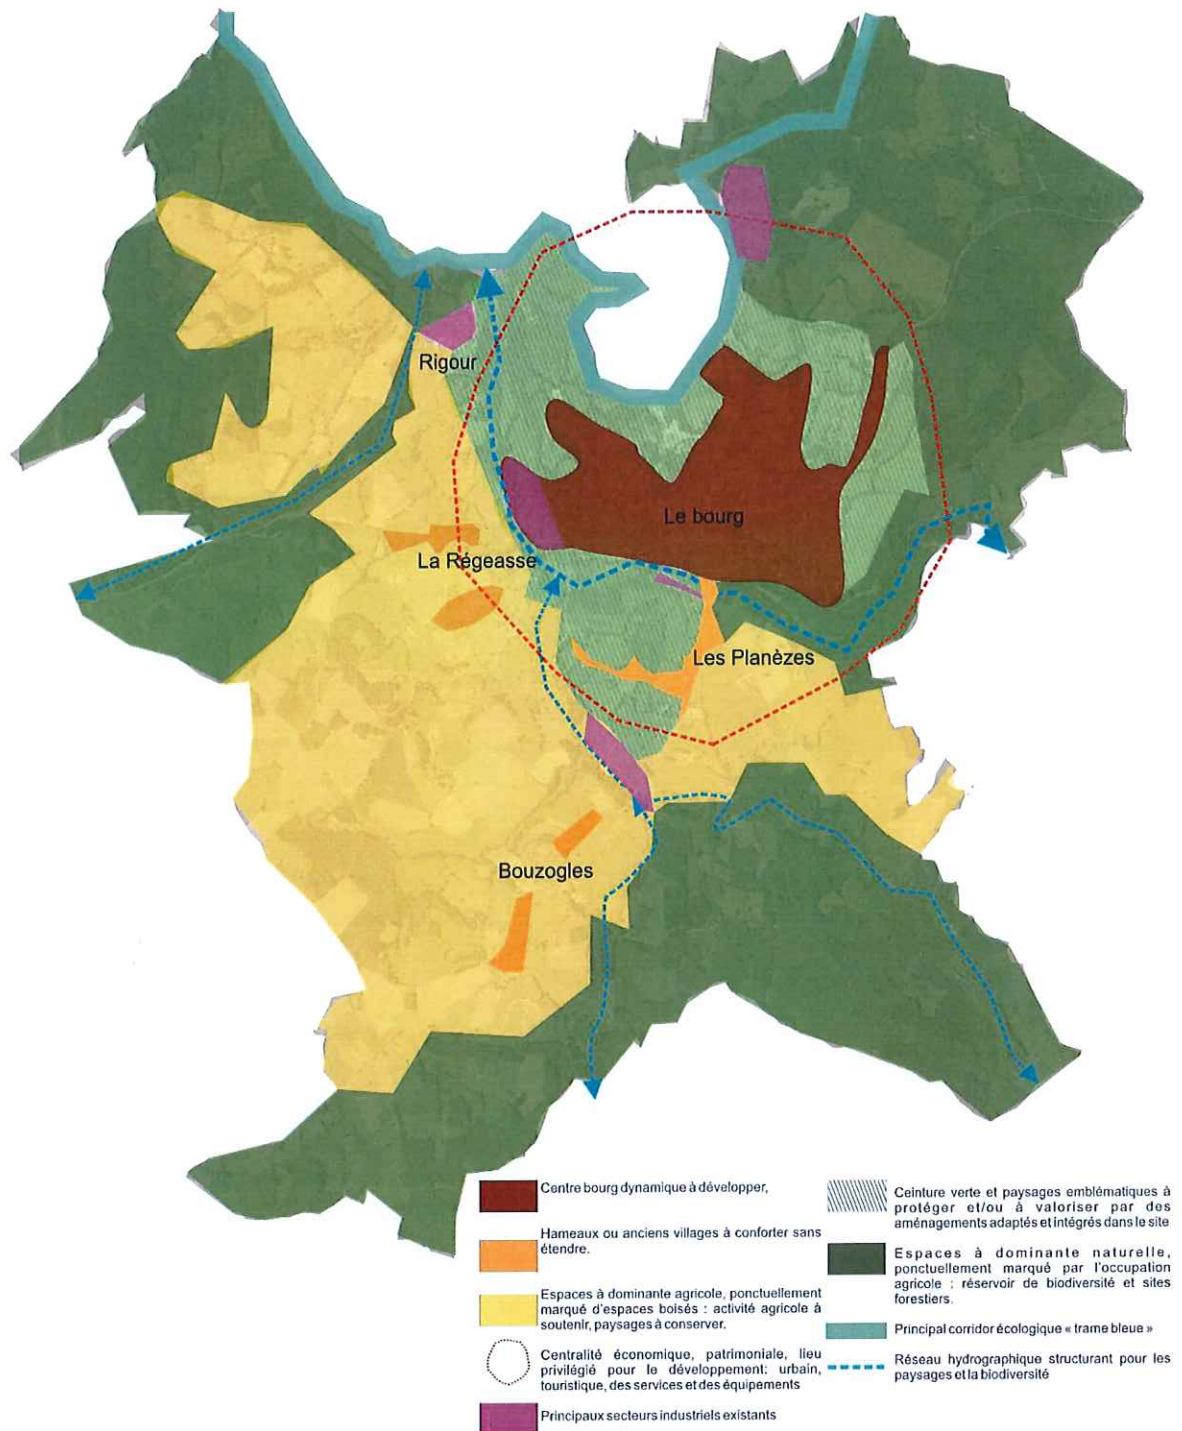 Rigour
Le bourg
La Régeasse
Les Planèzes
Bouzogles
Centre bourg dynamique à développer,
Hameaux ou anciens villages à conforter sans
étendre.
Espaces à dominante agricole, ponctuellement
marqué d'espaces boisés : activité agricole à
soutenir, paysages à conserver.
Centralité économique, patrimoniale, lieu
privilégié pour le développement: urbain,
touristique, des services et des équipements
Principaux secteurs industriels existants
Ceinture verte et paysages emblématiques à
protéger et/ou à valoriser par des
aménagements adaptés et intégrés dans le site
Espaces à dominante naturelle,
ponctuellement marqué par l'occupation
agricole : réservoir de biodiversité et sites
forestiers.
Principal corridor écologique « trame bleue »
Réseau hydrographique structurant pour les
paysages et la biodiversité